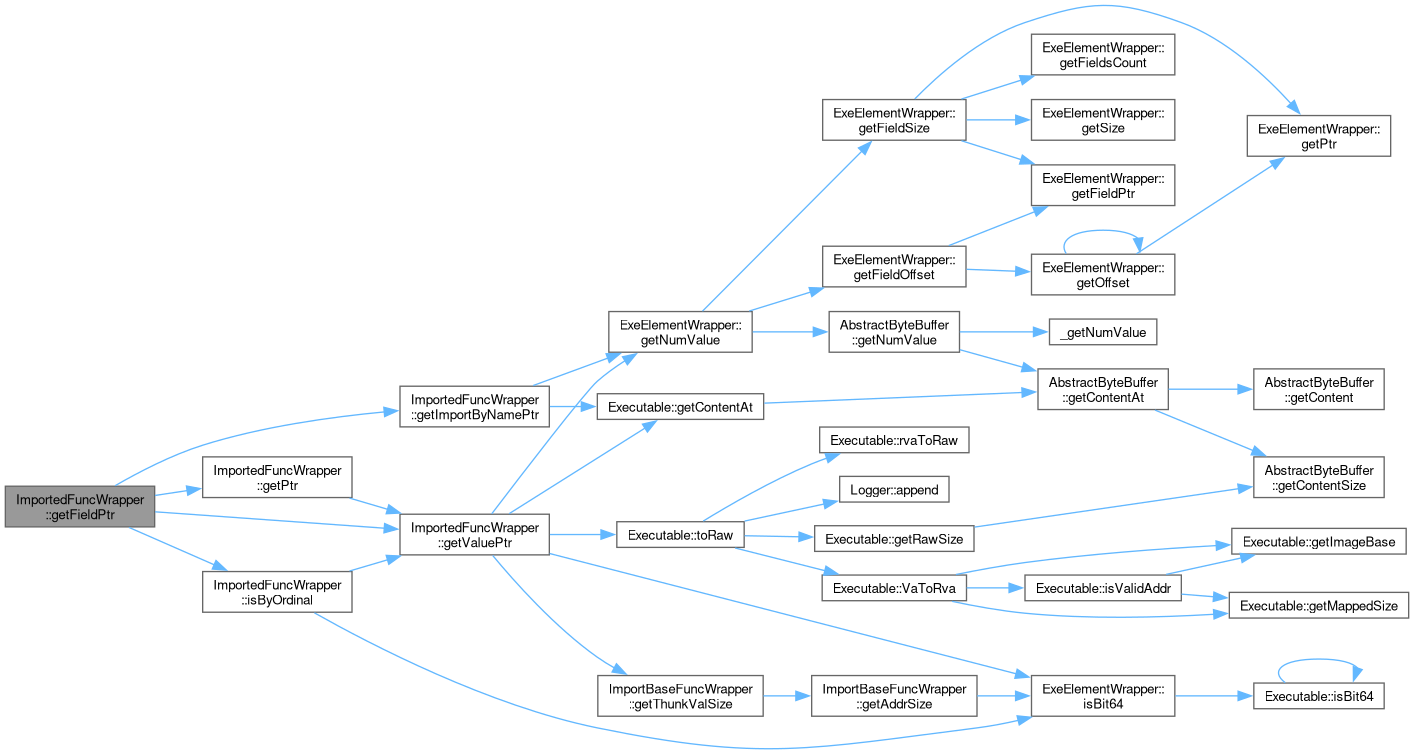 ImportedFuncWrapper
::getFieldPtr
ImportedFuncWrapper
::getImportByNamePtr
ImportedFuncWrapper
::getPtr
ImportedFuncWrapper
::isByOrdinal
ImportedFuncWrapper
::getValuePtr
ExeElementWrapper::
getNumValue
Executable::getContentAt
Executable::toRaw
ImportBaseFuncWrapper
::getThunkValSize
ExeElementWrapper::
getFieldSize
ExeElementWrapper::
getFieldOffset
AbstractByteBuffer
::getNumValue
Executable::rvaToRaw
Logger::append
Executable::getRawSize
Executable::VaToRva
ImportBaseFuncWrapper
::getAddrSize
ExeElementWrapper::
getFieldsCount
ExeElementWrapper::
getSize
ExeElementWrapper::
getFieldPtr
ExeElementWrapper::
getOffset
_getNumValue
AbstractByteBuffer
::getContentAt
Executable::isValidAddr
ExeElementWrapper::
isBit64
ExeElementWrapper::
getPtr
AbstractByteBuffer
::getContent
AbstractByteBuffer
::getContentSize
Executable::getImageBase
Executable::getMappedSize
Executable::isBit64